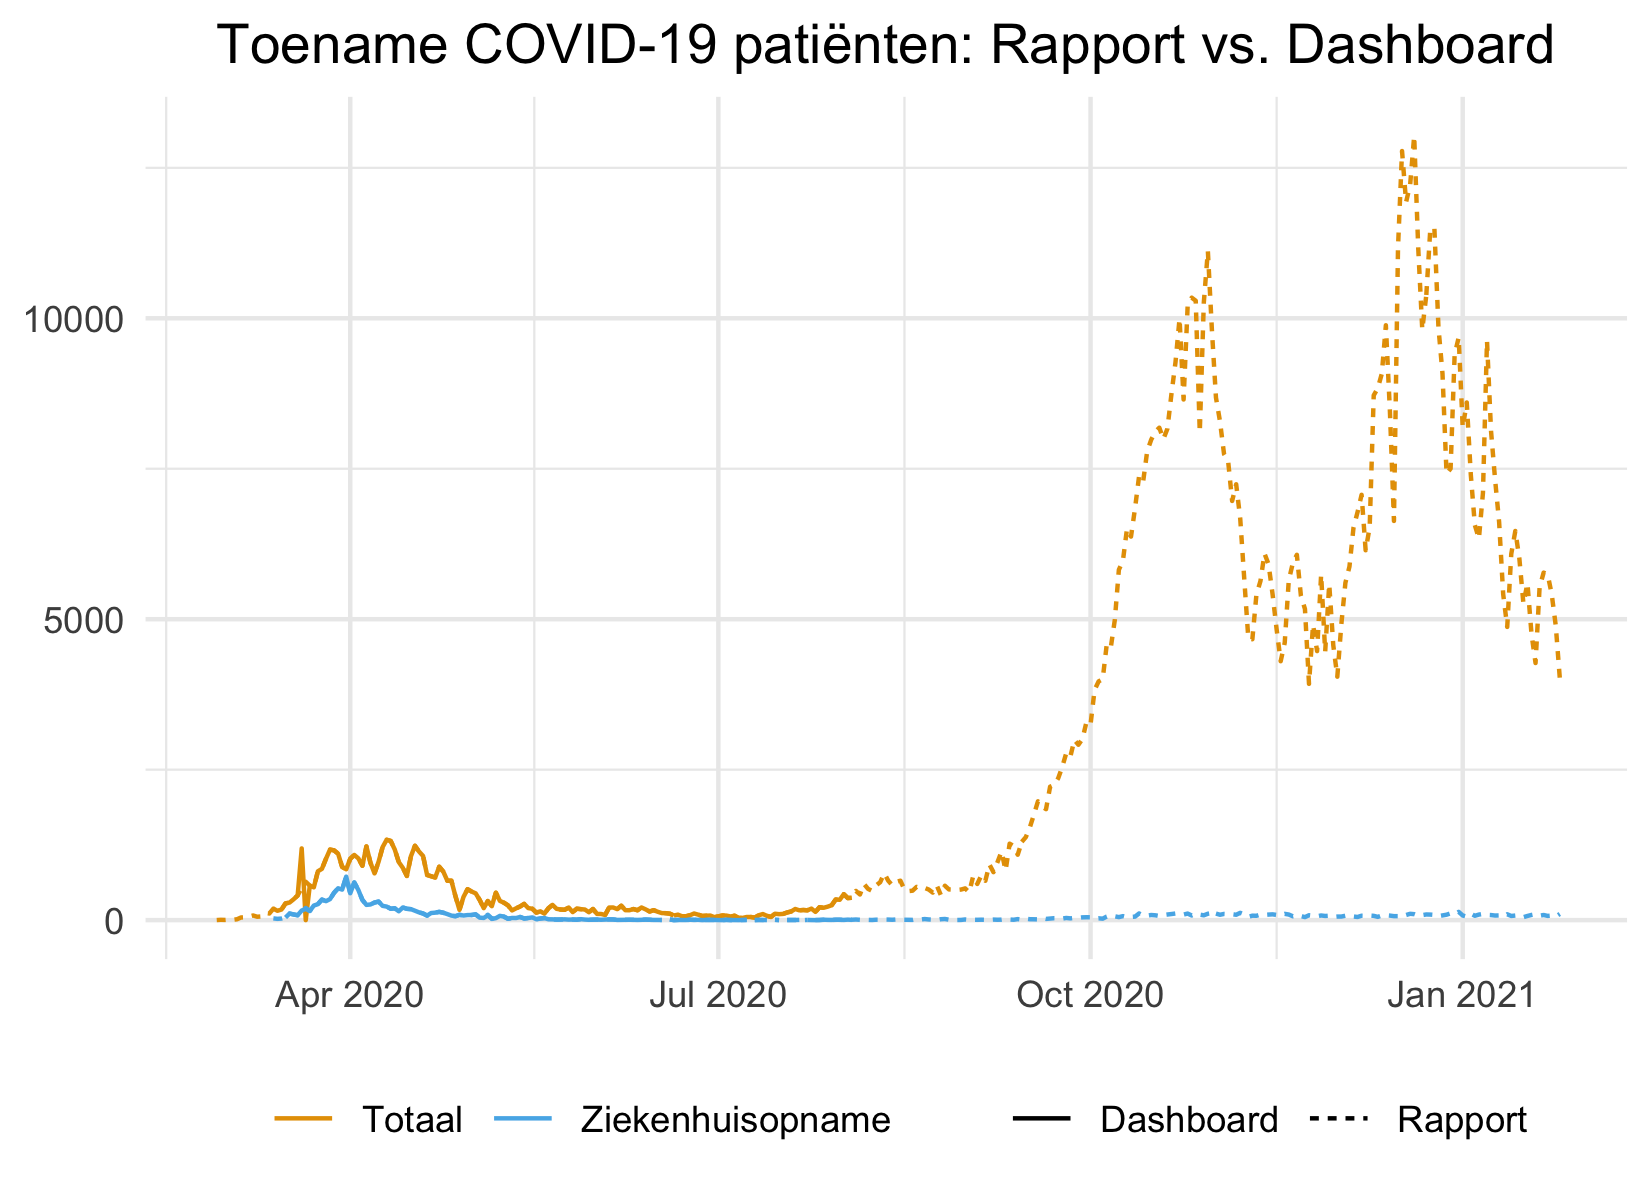 Toename COVID-19 patiënten: Rapport vs. Dashboard
10000
5000
0
Apr 2020 Jul 2020 Oct 2020 Jan 2021
Totaal Ziekenhuisopname Dashboard Rapport